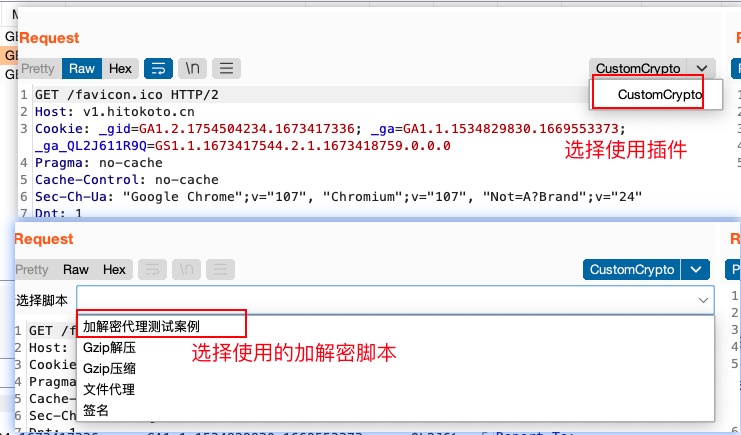 M
Request
GE
Pretty Raw Hex \n CustomCrypto
GE
GE
CustomCrypto
1 GET /favicon.ico HTTP/2
2 Host: v1.hitokoto.cn
3 Cookie: _gid=GA1.2.1754504234.1673417336; _ga=GA1.1.1534829830.1669553373;
_ga_QL2J611R9Q=GS1.1.1673417544.2.1.1673418759.0.0.0
选择使用插件
4 Pragma: no-cache
5 Cache-Control: no-cache
6 Sec-Ch-Ua: "Google Chrome";v="107", "Chromium";v="107", "Not=A?Brand";v="24"
7 Dnt: 1
Request
Pretty Raw Hex \n CustomCrypto
选择脚本
加解密代理测试案例
Gzip解压
Gzip压缩
文件代理
签名
选择使用的加解密脚本
1 GET /f
2 Host:
3 Cookie
4 Pragma
5 Cache-
6 Sec-Ch
7 Dnt: 1